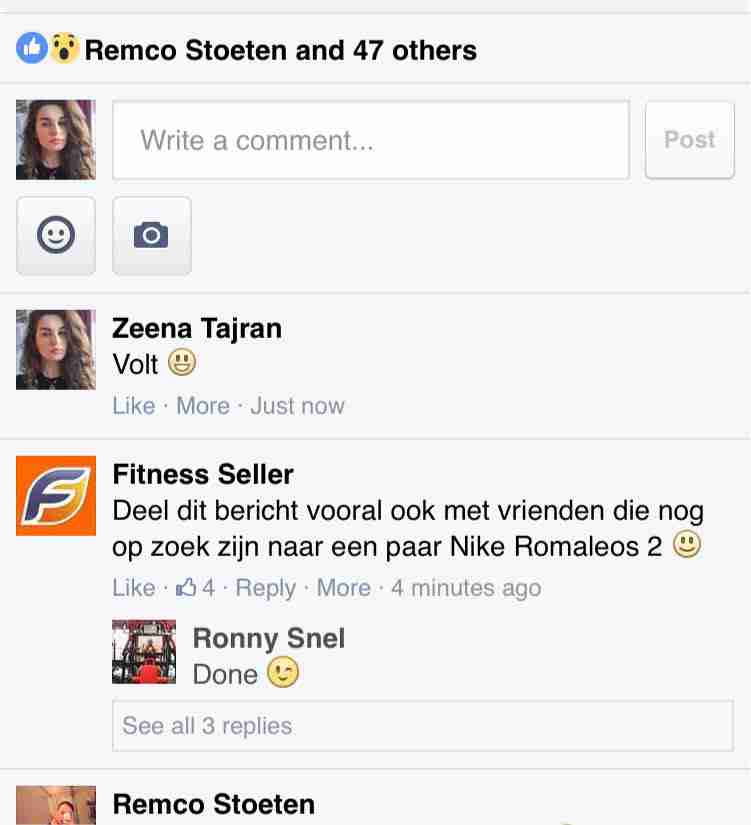 Remco Stoeten and 47 others
Write a comment...
Post
Zeena Tajran
Volt 😃
Like · More · Just now
Fitness Seller
Deel dit bericht vooral ook met vrienden die nog
op zoek zijn naar een paar Nike Romaleos 2 🙂
Like · 4 · Reply · More · 4 minutes ago
Ronny Snel
Done 😉
See all 3 replies
Remco Stoeten